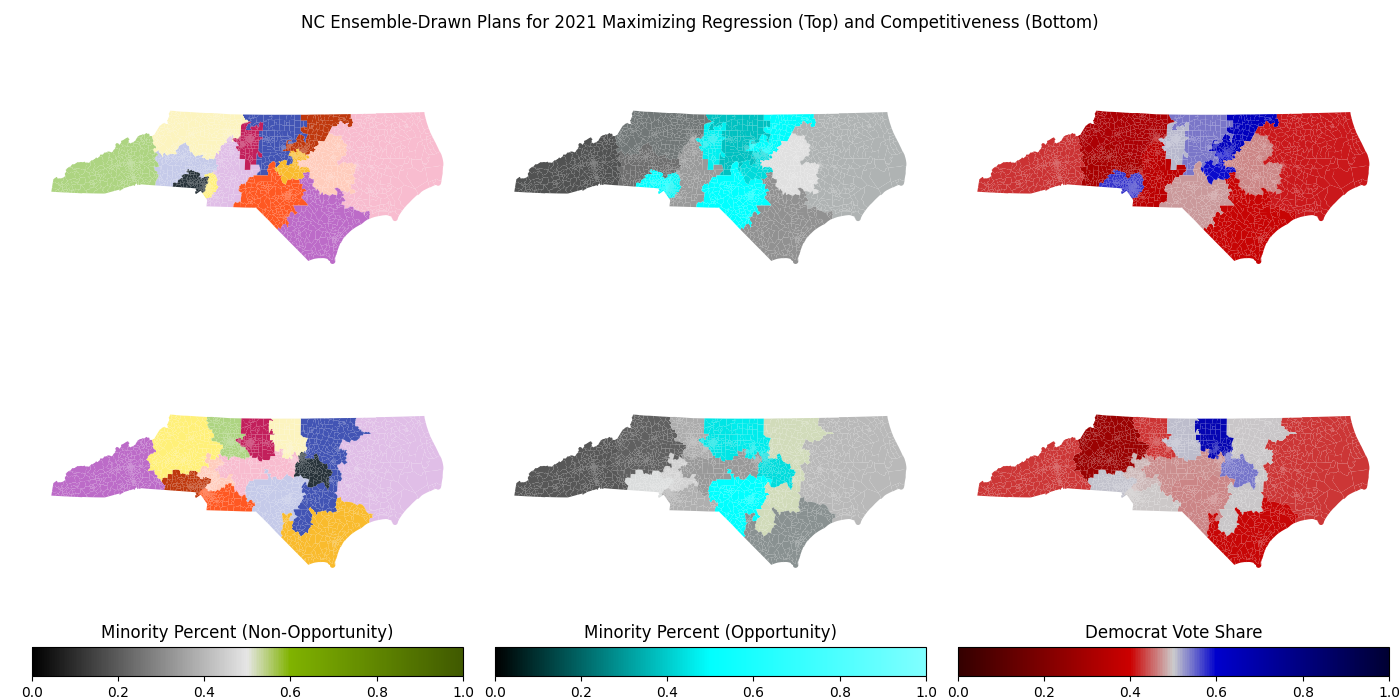 NC Ensemble-Drawn Plans for 2021 Maximizing Regression (Top) and Competitiveness (Bottom)
Minority Percent (Non-Opportunity) Minority Percent (Opportunity) Democrat Vote Share
0.0 0.2 0.4 0.6 0.8 1.0 0.0 0.2 0.4 0.6 0.8 1.0 0.0 0.2 0.4 0.6 0.8 1.0